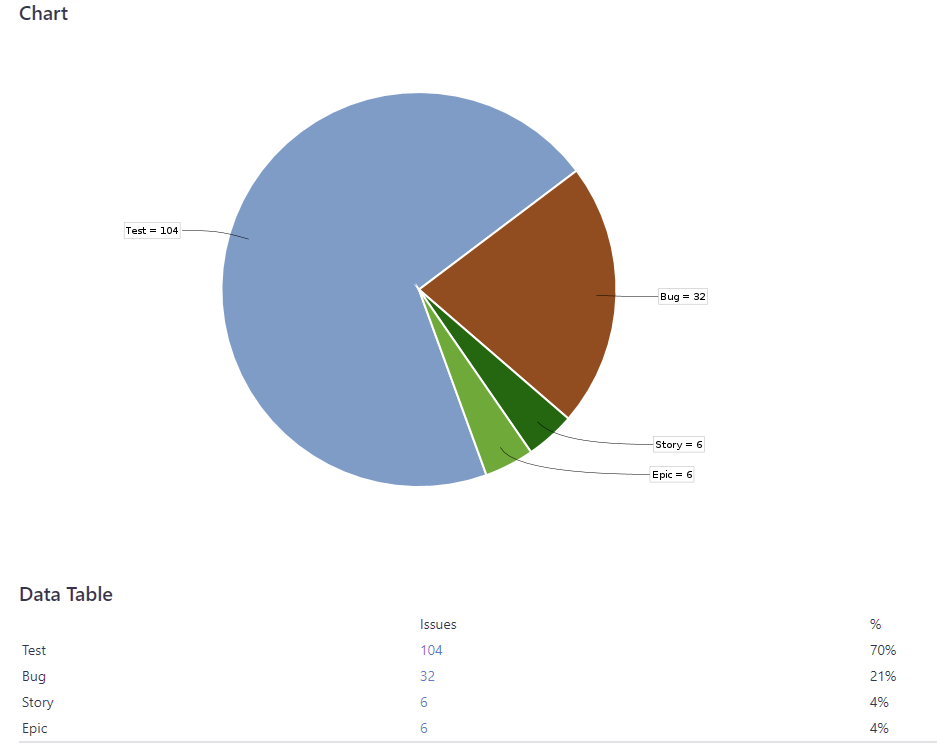 Chart
Test = 104
Bug = 32
Story = 6
Epic = 6
Data Table
Issues %
Test 104 70%
Bug 32 21%
Story 6 4%
Epic 6 4%